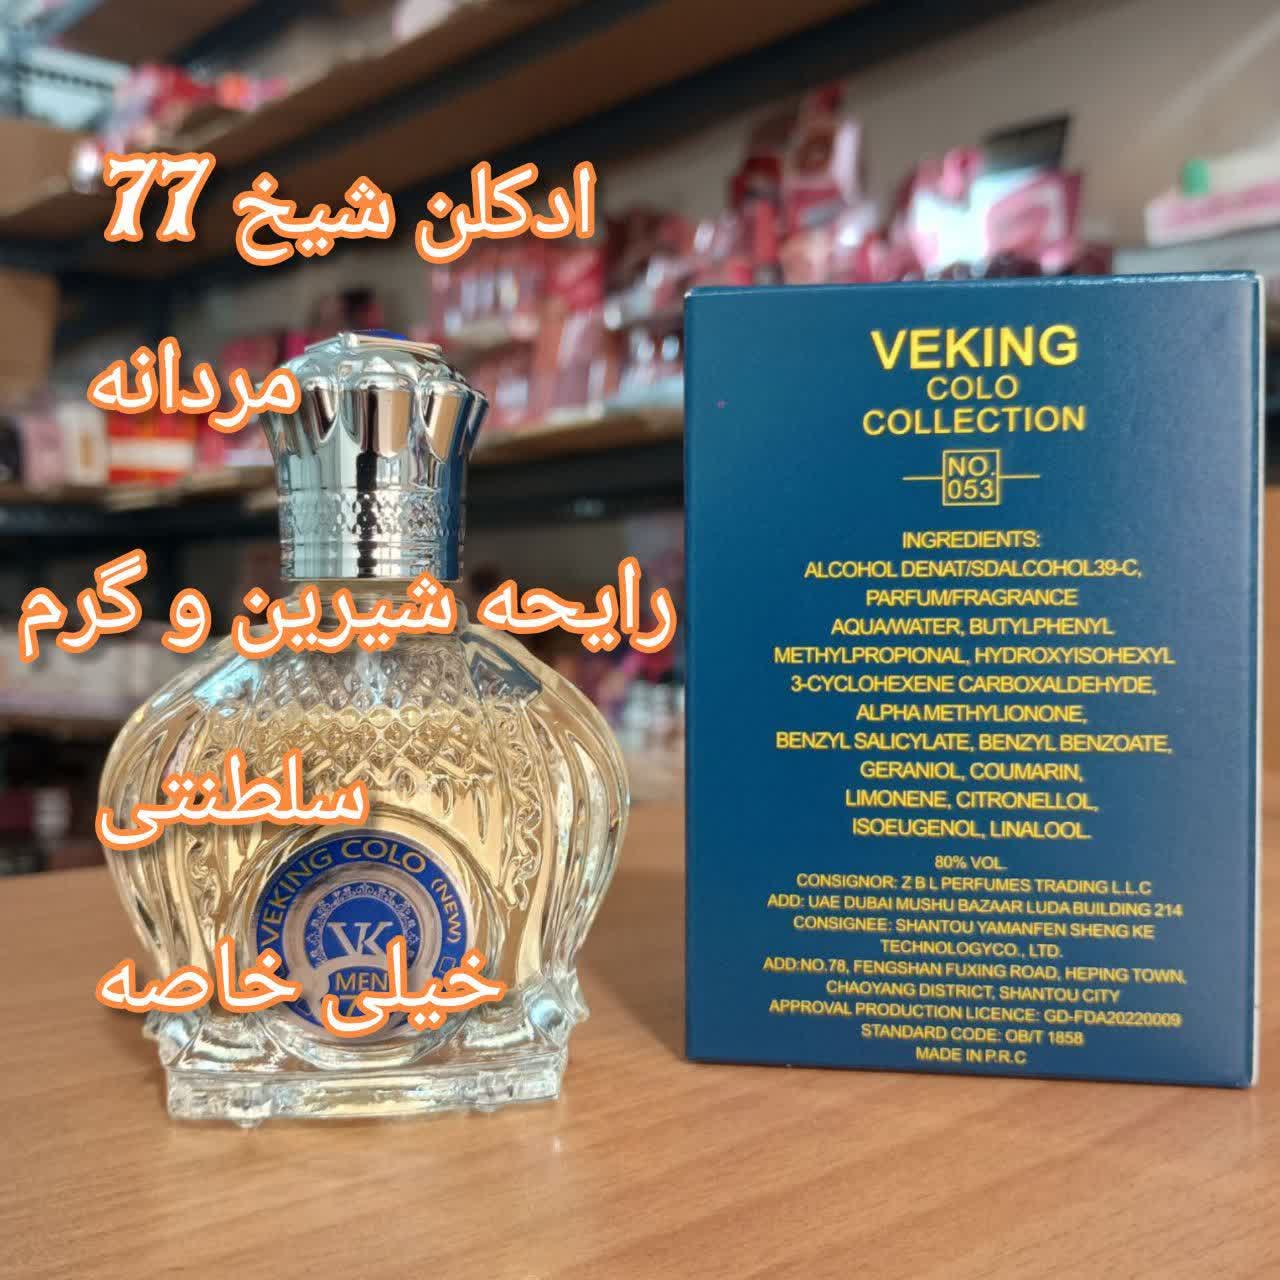 ادکلن شیخ 77
مردانه
رایحه شیرین و گرم
سلطنتی
خیلی خاصه
VEKING COLO (NEW)
VK
MEN
VEKING
COLO
COLLECTION
NO.
053
INGREDIENTS:
ALCOHOL DENAT/SDALCOHOL39-C,
PARFUM/FRAGRANCE
AQUA/WATER, BUTYLPHENYL
METHYLPROPIONAL, HYDROXYISOHEXYL
3-CYCLOHEXENE CARBOXALDEHYDE,
ALPHA METHYLIONONE,
BENZYL SALICYLATE, BENZYL BENZOATE,
GERANIOL, COUMARIN,
LIMONENE, CITRONELLOL,
ISOEUGENOL, LINALOOL.
80% VOL.
CONSIGNOR: Z B L PERFUMES TRADING L.L.C
ADD: UAE DUBAI MUSHU BAZAAR LUDA BUILDING 214
CONSIGNEE: SHANTOU YAMANFEN SHENG KE
TECHNOLOGYCO., LTD.
ADD:NO.78, FENGSHAN FUXING ROAD, HEPING TOWN,
CHAOYANG DISTRICT, SHANTOU CITY
APPROVAL PRODUCTION LICENCE: GD-FDA20220009
STANDARD CODE: OB/T 1858
MADE IN P.R.C